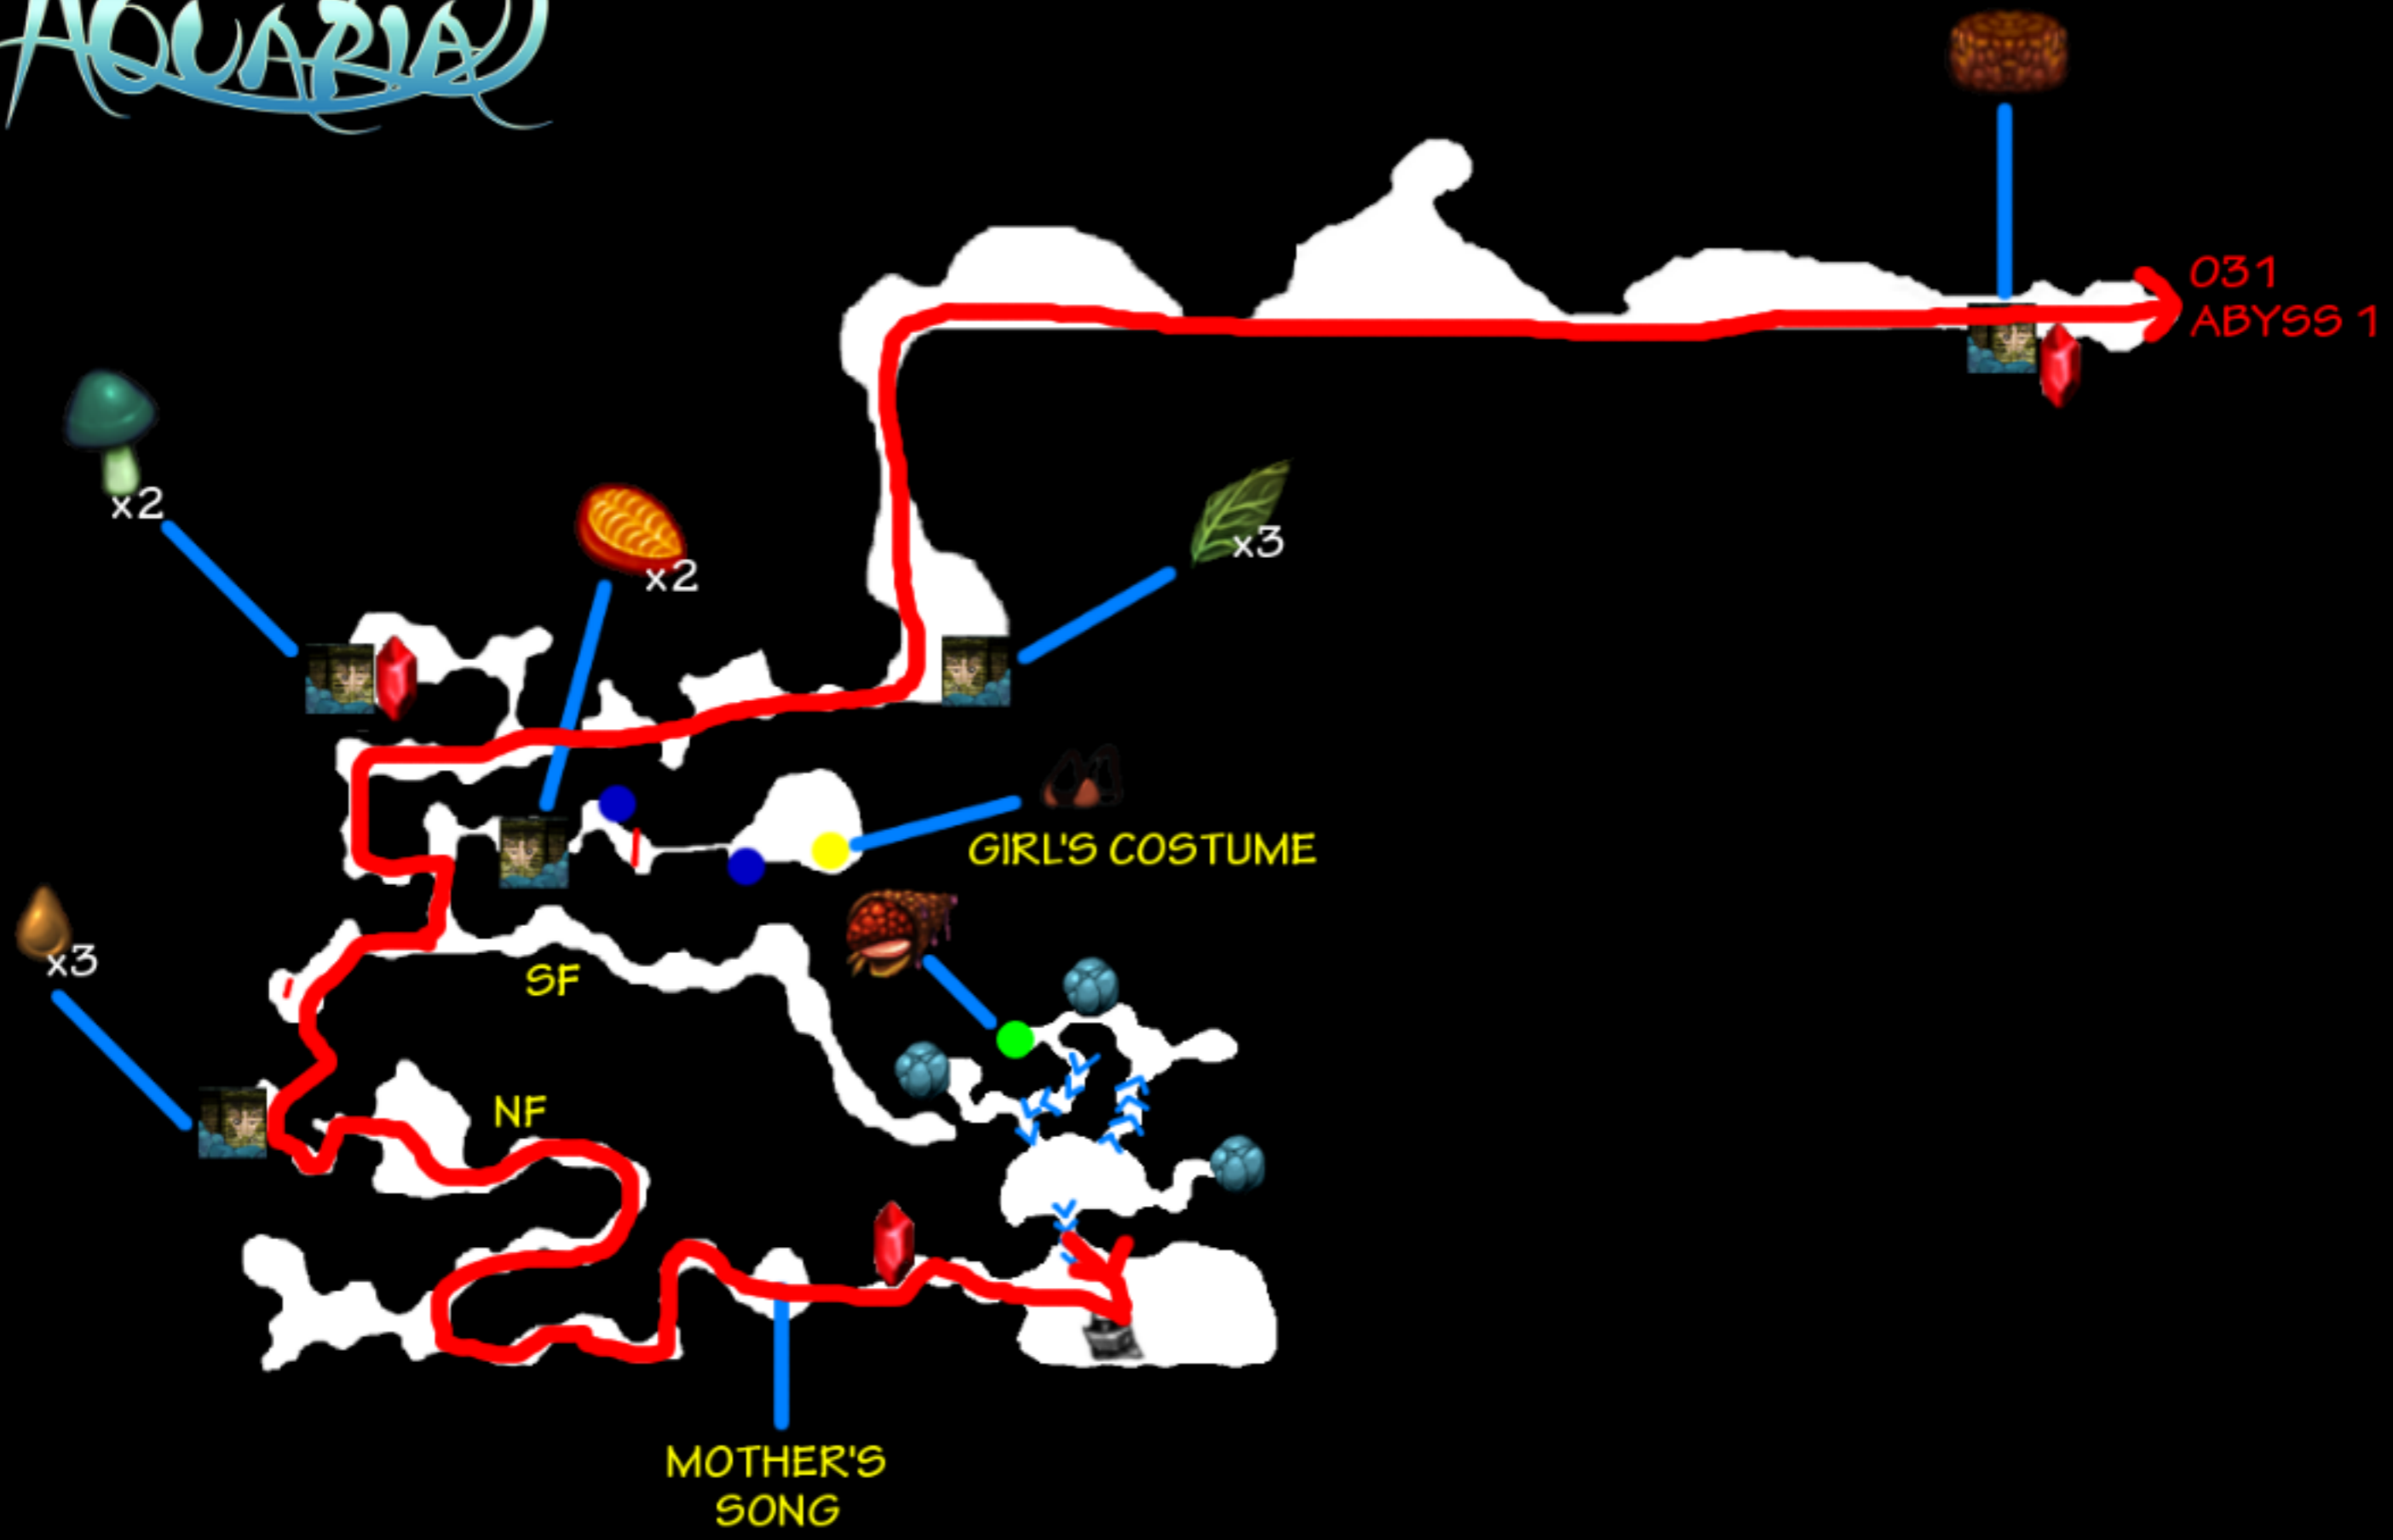 AQUARIA
031
ABYSS 1
x2
x2
x3
GIRL'S COSTUME
x3
SF
NF
MOTHER'S
SONG